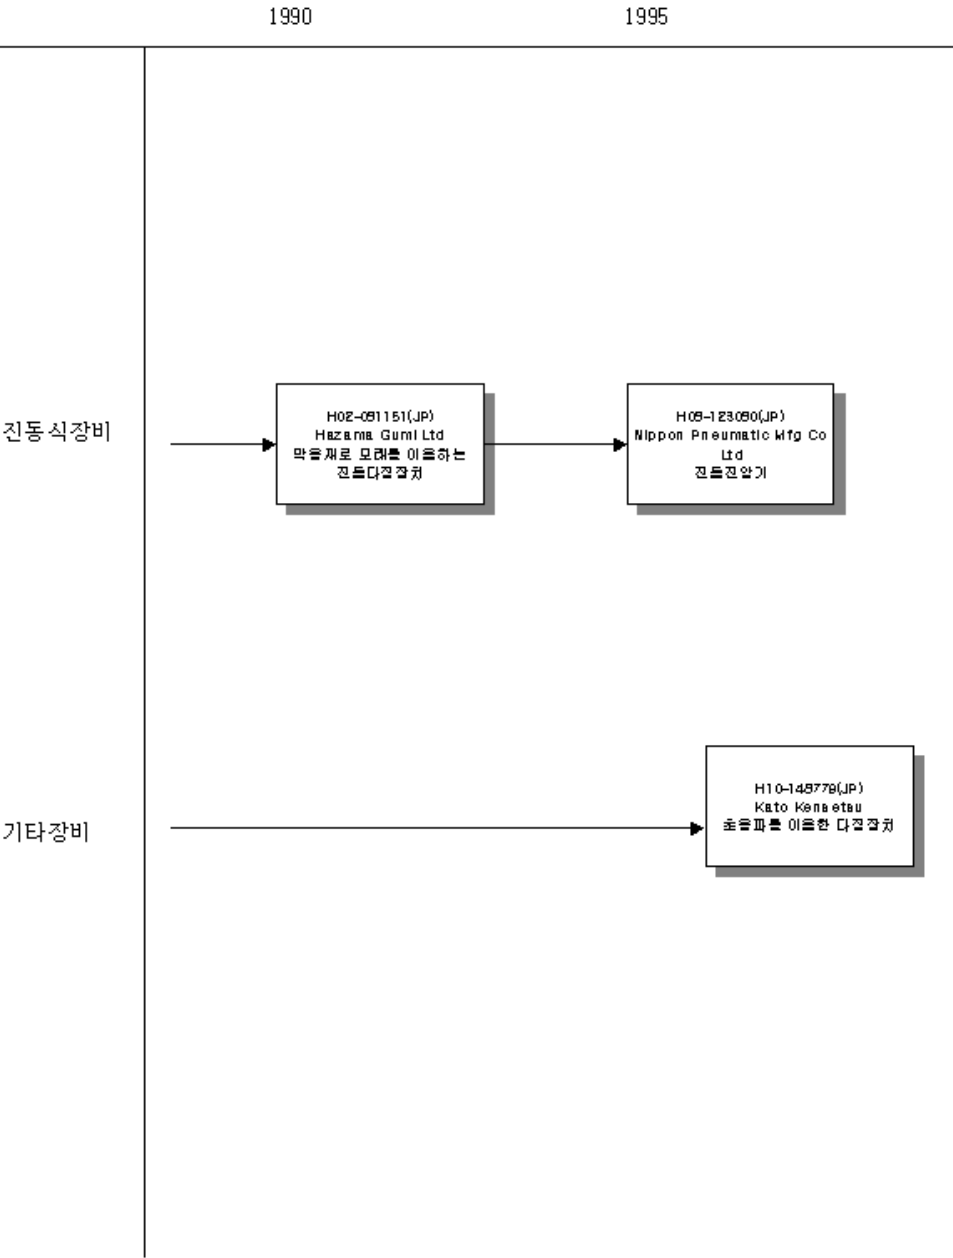 1990
1995
진동식장비
H02-091151(JP)
Hazama Gumi Ltd
막음재로 모래를 이용하는
진동다짐장치
H09-123090(JP)
Nippon Pneumatic Mfg Co
Ltd
진동진압기
기타장비
H10-149779(JP)
Kato Kensetsu
초음파를 이용한 다짐장치